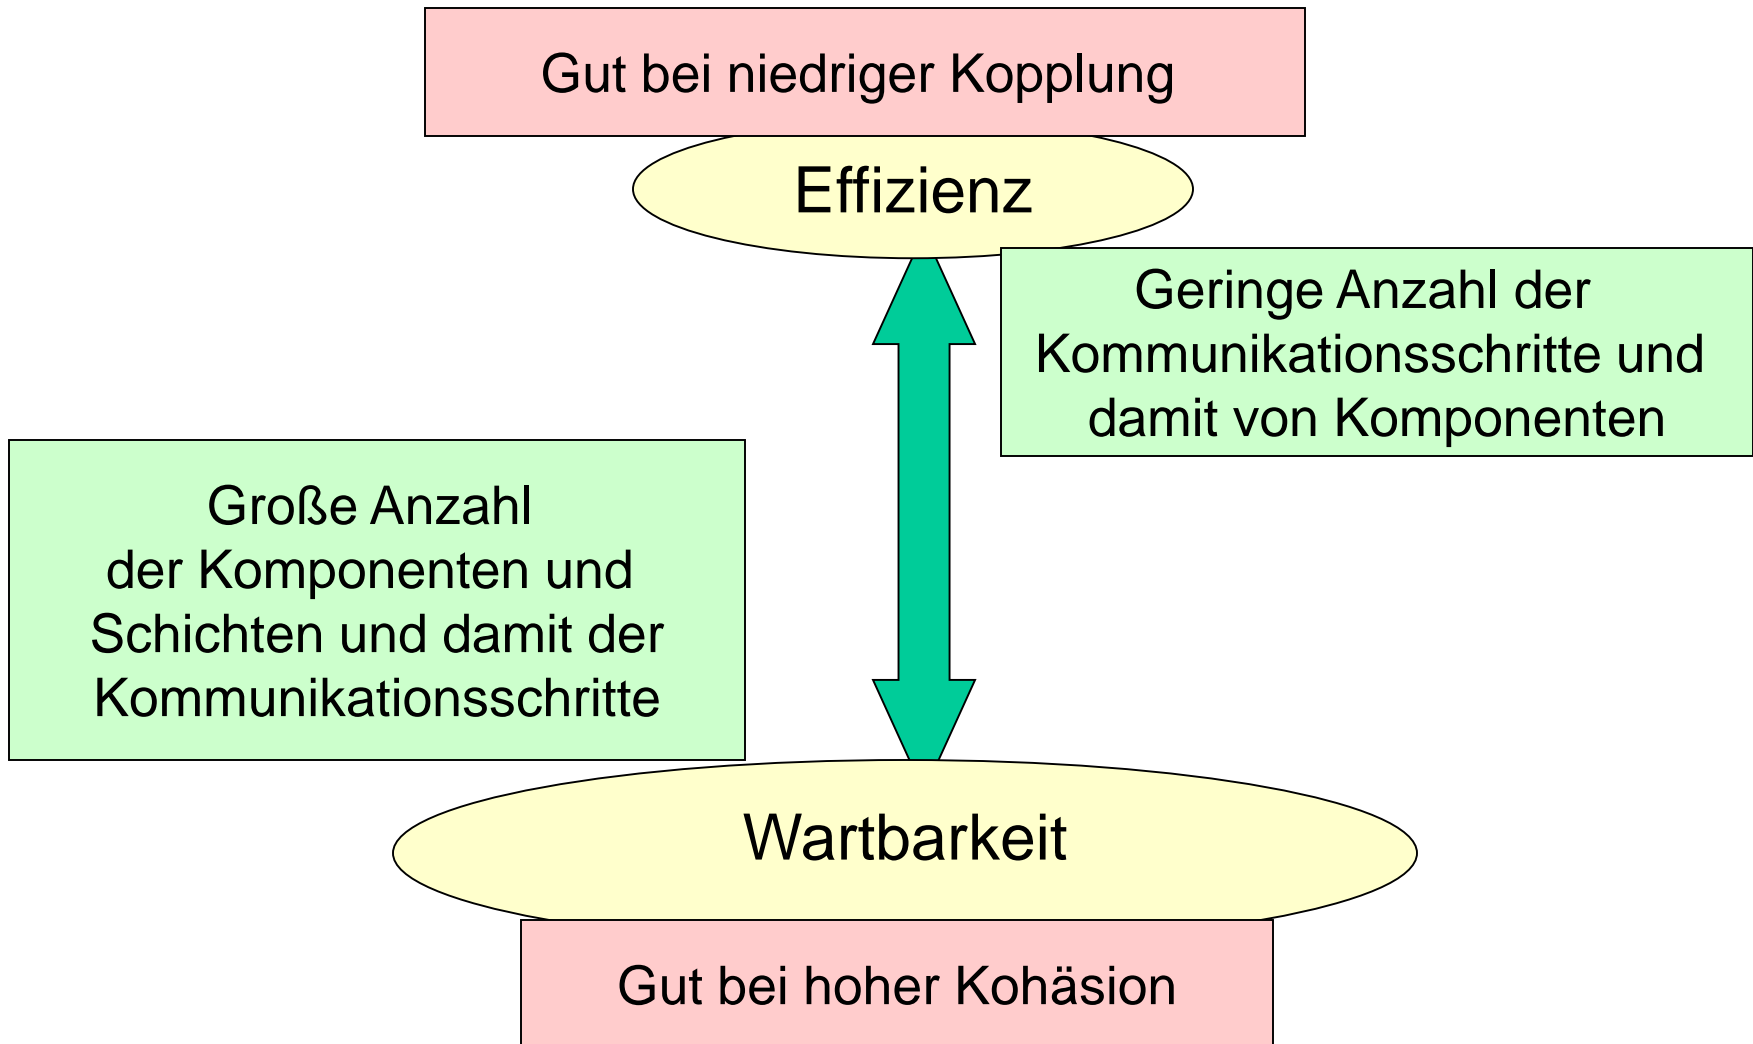 Gut bei niedriger Kopplung
Effizienz
Geringe Anzahl der
Kommunikationsschritte und
damit von Komponenten
Große Anzahl
der Komponenten und
Schichten und damit der
Kommunikationsschritte
Wartbarkeit
Gut bei hoher Kohäsion